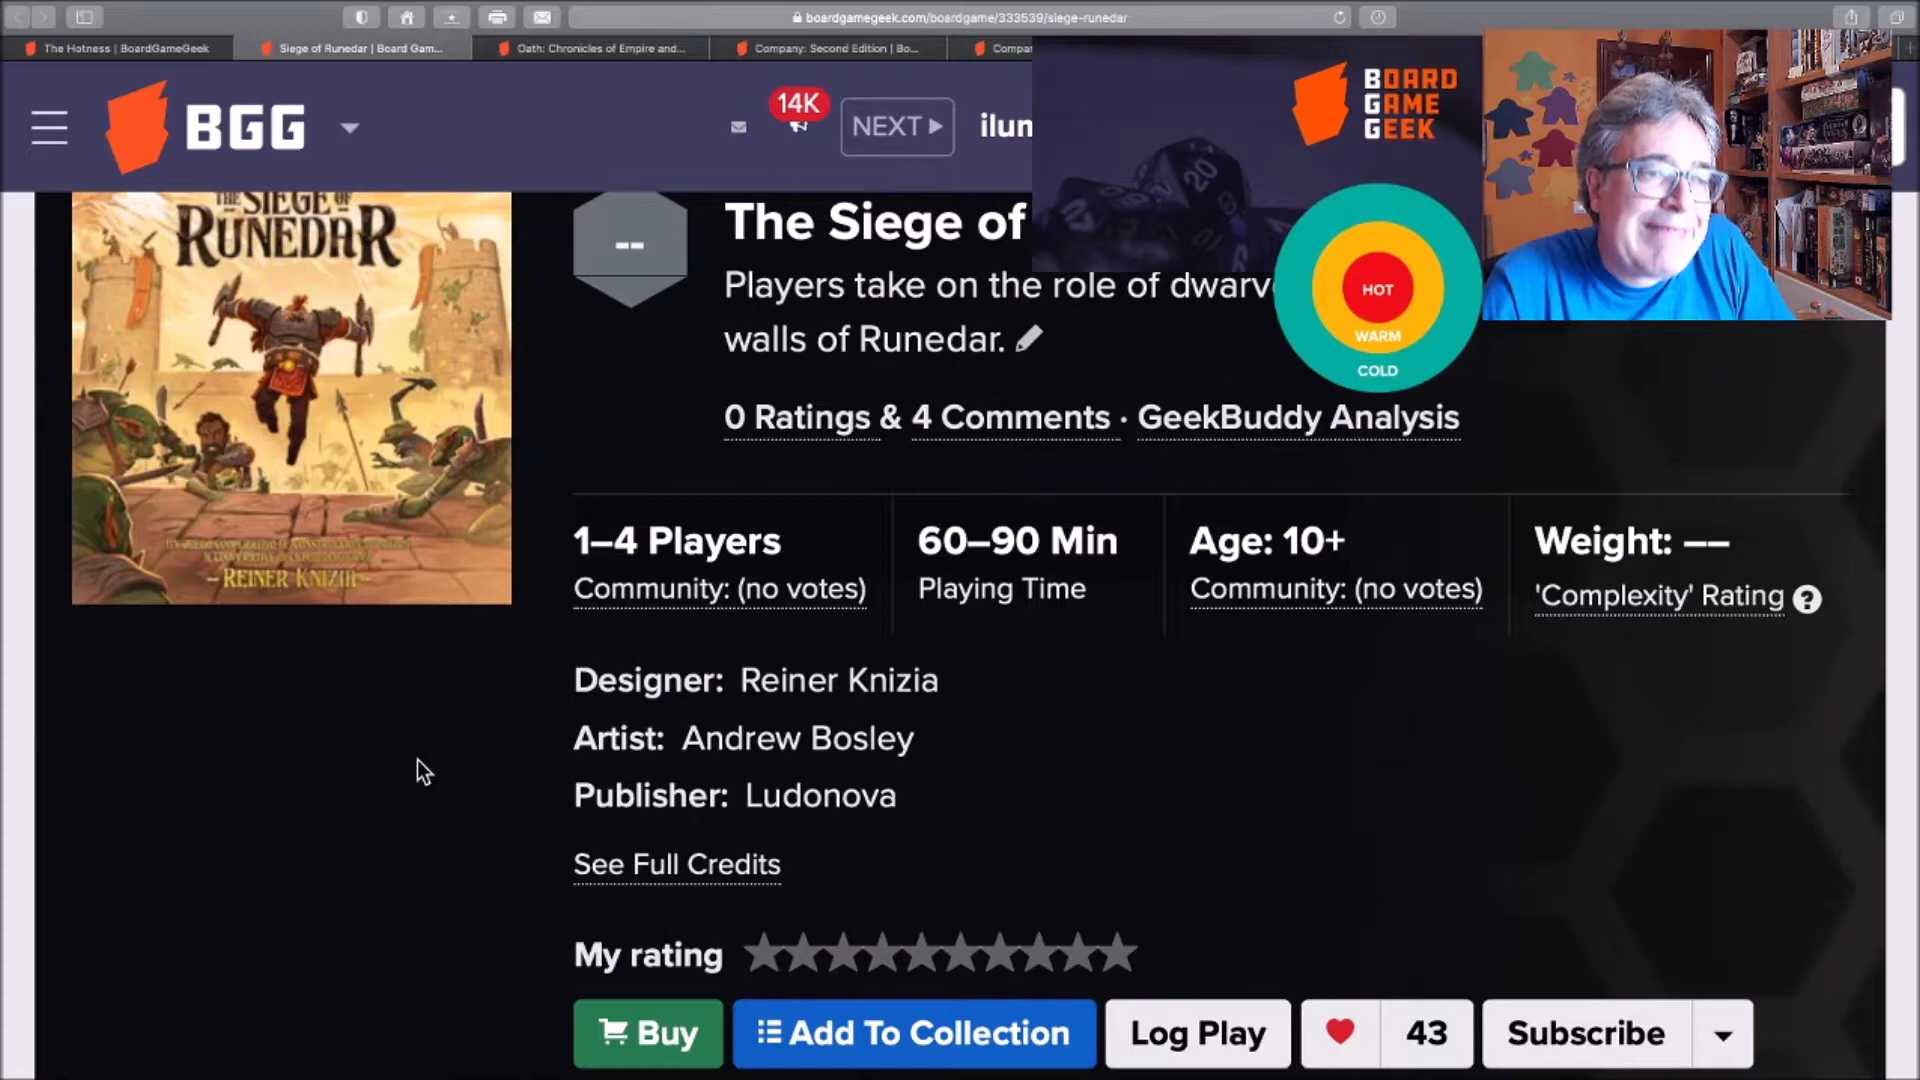 boardgamegeek.com/boardgame/333539/siege-runedar
The Hotness | BoardGameGeek
Siege of Runedar | Board Gam...
Oath: Chronicles of Empire and...
Company: Second Edition | Bo...
Compan
BGG
14K
NEXT
ilun
BOARD
GAME
GEEK
20
THE SIEGE OF
RUNEDAR
REINER KNIZIA
--
The Siege of
Players take on the role of dwarv
walls of Runedar.
HOT
WARM
COLD
0 Ratings & 4 Comments · GeekBuddy Analysis
1–4 Players
Community: (no votes)
60–90 Min
Playing Time
Age: 10+
Community: (no votes)
Weight: ––
'Complexity' Rating ?
Designer: Reiner Knizia
Artist: Andrew Bosley
Publisher: Ludonova
See Full Credits
My rating
Buy
Add To Collection
Log Play
43
Subscribe